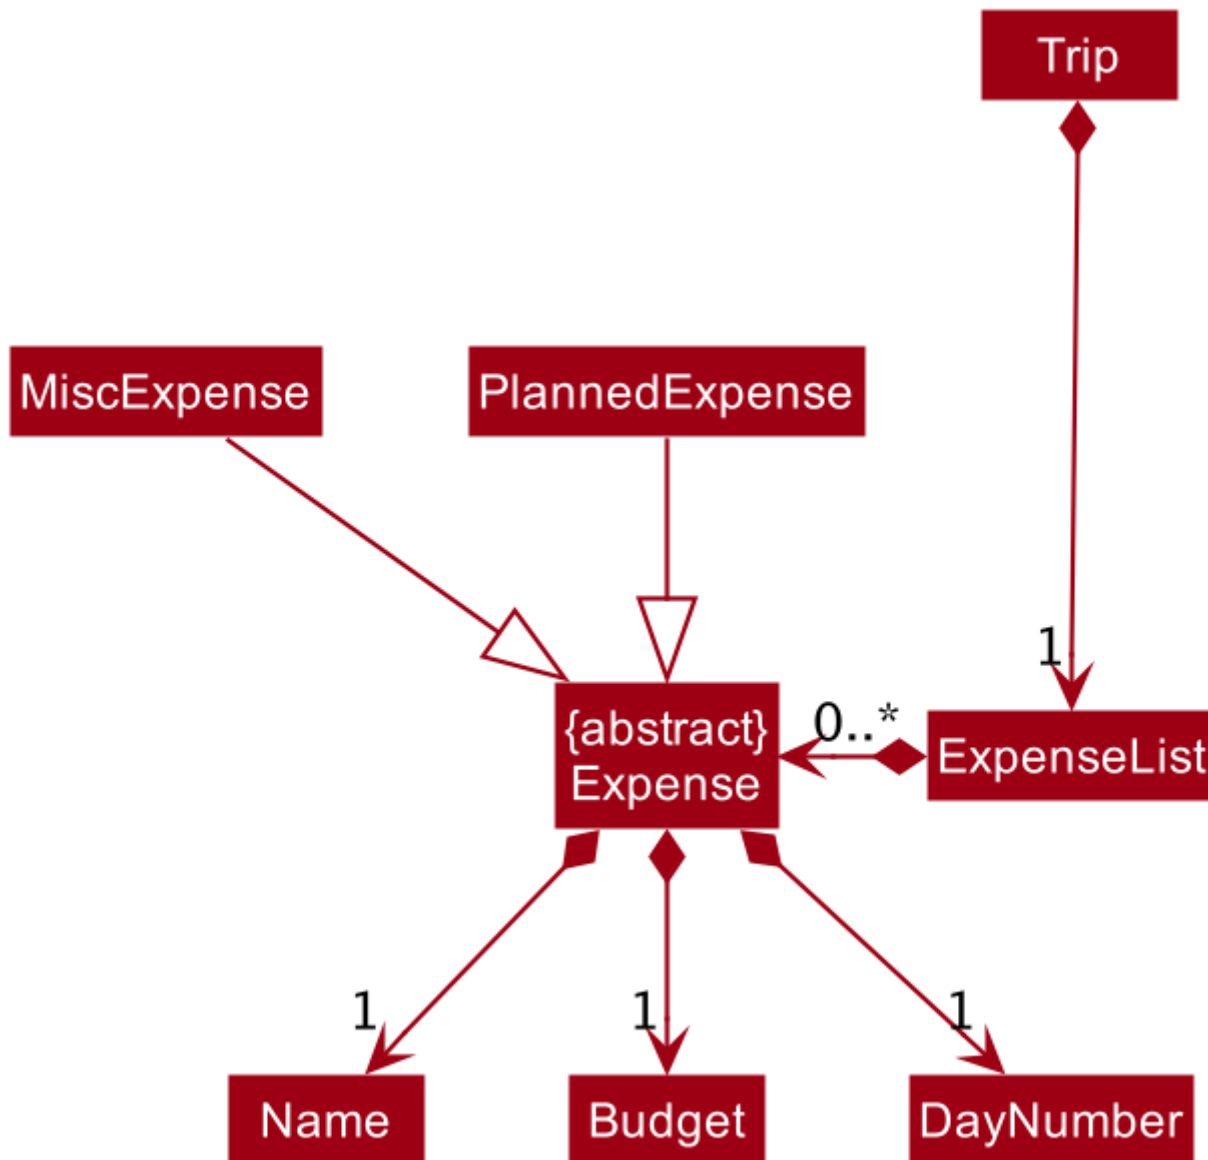 Trip
MiscExpense
PlannedExpense
1
{abstract}
Expense
0..*
ExpenseList
1
1
1
Name
Budget
DayNumber